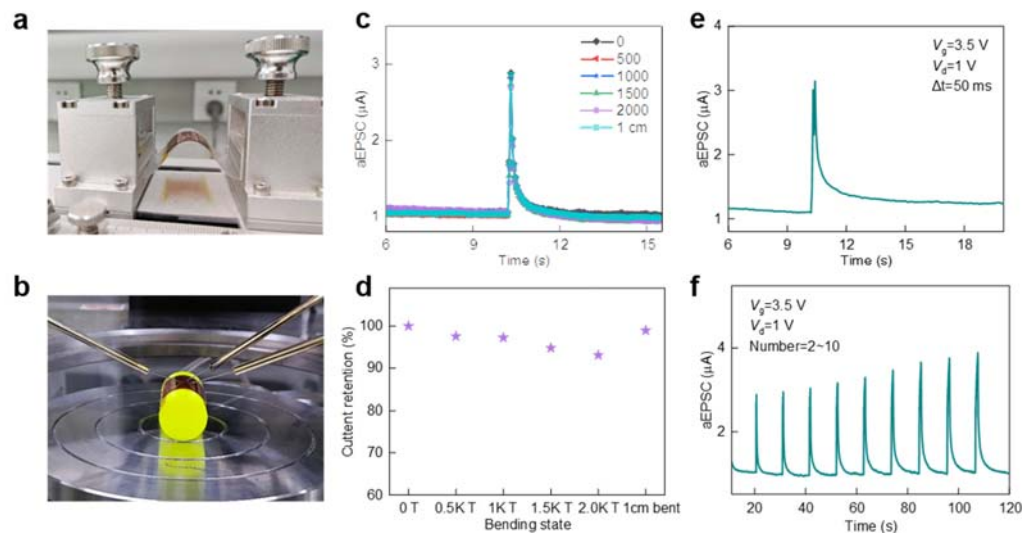 a
b
c
aEPSC (μA)
3
2
1
6
9
12
15
Time (s)
0
500
1000
1500
2000
1 cm
d
Cuttent retention (%)
100
90
80
70
60
0 T
0.5K T
1K T
1.5K T
2.0K T
1cm bent
Bending state
e
aEPSC (μA)
4
3
2
1
6
9
12
15
18
Time (s)
Vg=3.5 V
Vd=1 V
Δt=50 ms
f
aEPSC (μA)
4
2
20
40
60
80
100
120
Time (s)
Vg=3.5 V
Vd=1 V
Number=2~10